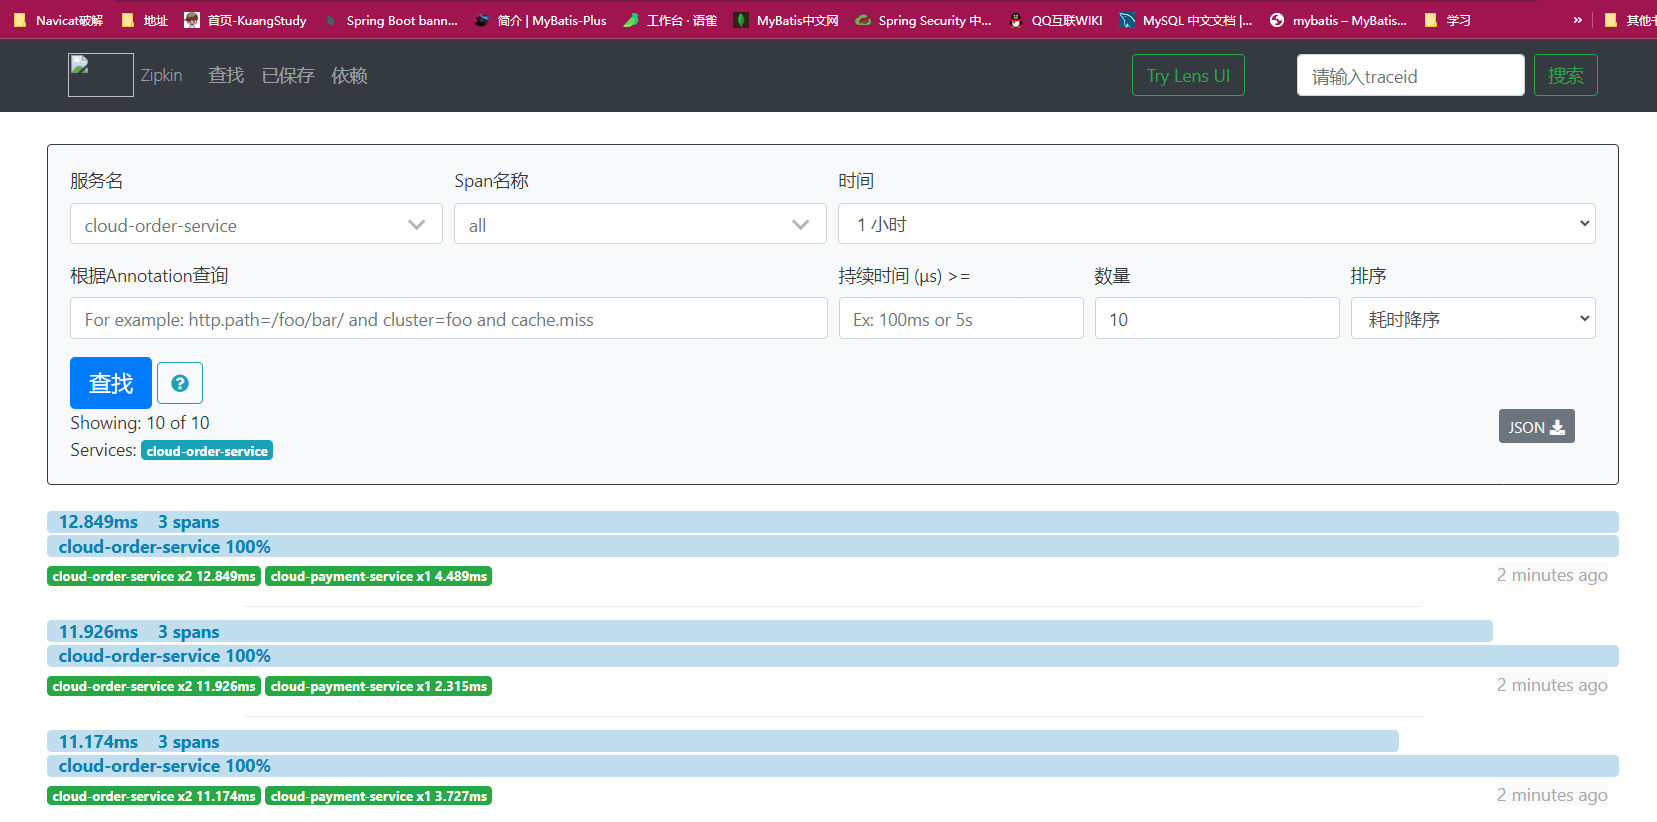 Navicat破解 地址 首页-KuangStudy Spring Boot bann... 简介 | MyBatis-Plus 工作台 · 语雀 MyBatis中文网 Spring Security 中... QQ互联WIKI MySQL 中文文档 |... mybatis – MyBatis... 学习 » 其他书
Zipkin 查找 已保存 依赖 Try Lens UI 请输入traceid 搜索
服务名 Span名称 时间
cloud-order-service all 1 小时
根据Annotation查询 持续时间 (μs) >= 数量 排序
For example: http.path=/foo/bar/ and cluster=foo and cache.miss Ex: 100ms or 5s 10 耗时降序
查找 ?
Showing: 10 of 10 JSON
Services: cloud-order-service
12.849ms 3 spans
cloud-order-service 100%
cloud-order-service x2 12.849ms cloud-payment-service x1 4.489ms 2 minutes ago
11.926ms 3 spans
cloud-order-service 100%
cloud-order-service x2 11.926ms cloud-payment-service x1 2.315ms 2 minutes ago
11.174ms 3 spans
cloud-order-service 100%
cloud-order-service x2 11.174ms cloud-payment-service x1 3.727ms 2 minutes ago